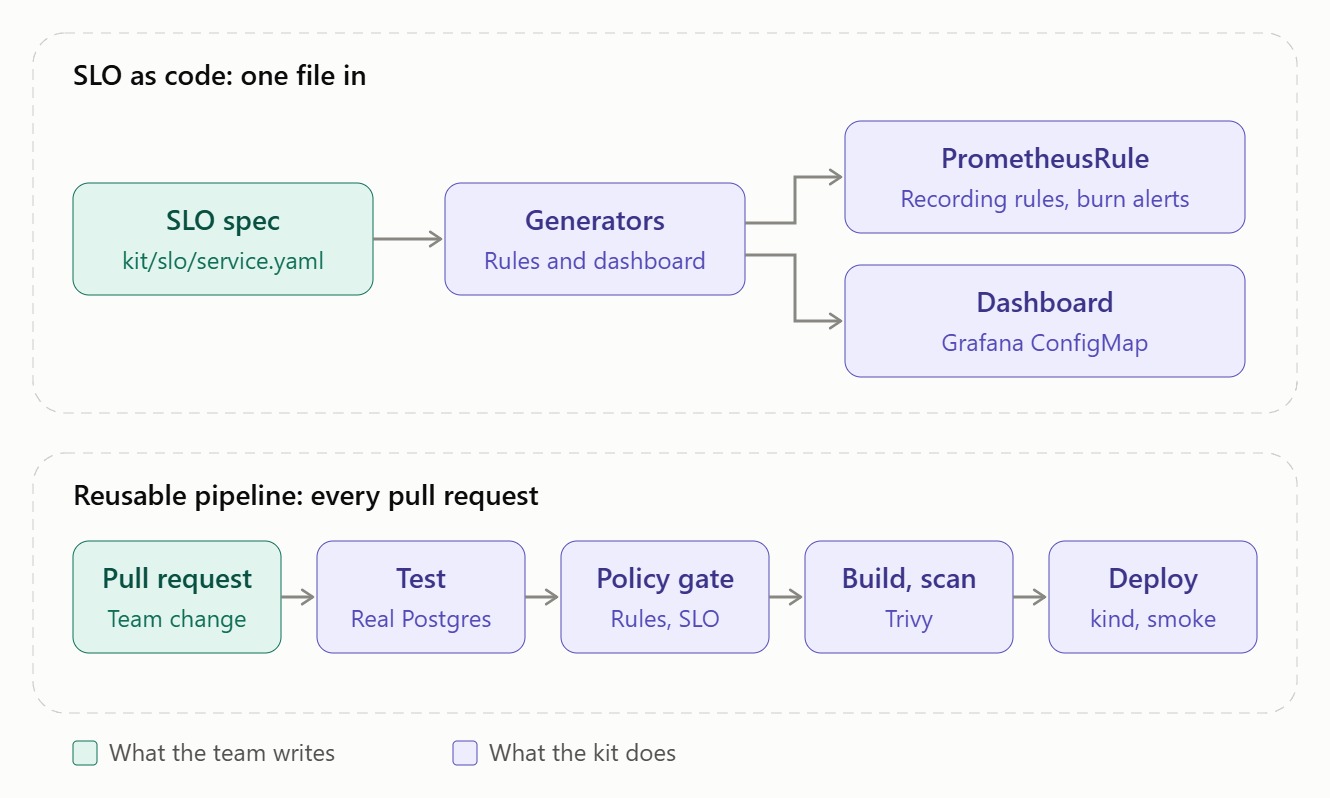 SLO as code: one file in
SLO spec
kit/slo/service.yaml
Generators
Rules and dashboard
PrometheusRule
Recording rules, burn alerts
Dashboard
Grafana ConfigMap
Reusable pipeline: every pull request
Pull request
Team change
Test
Real Postgres
Policy gate
Rules, SLO
Build, scan
Trivy
Deploy
kind, smoke
What the team writes
What the kit does